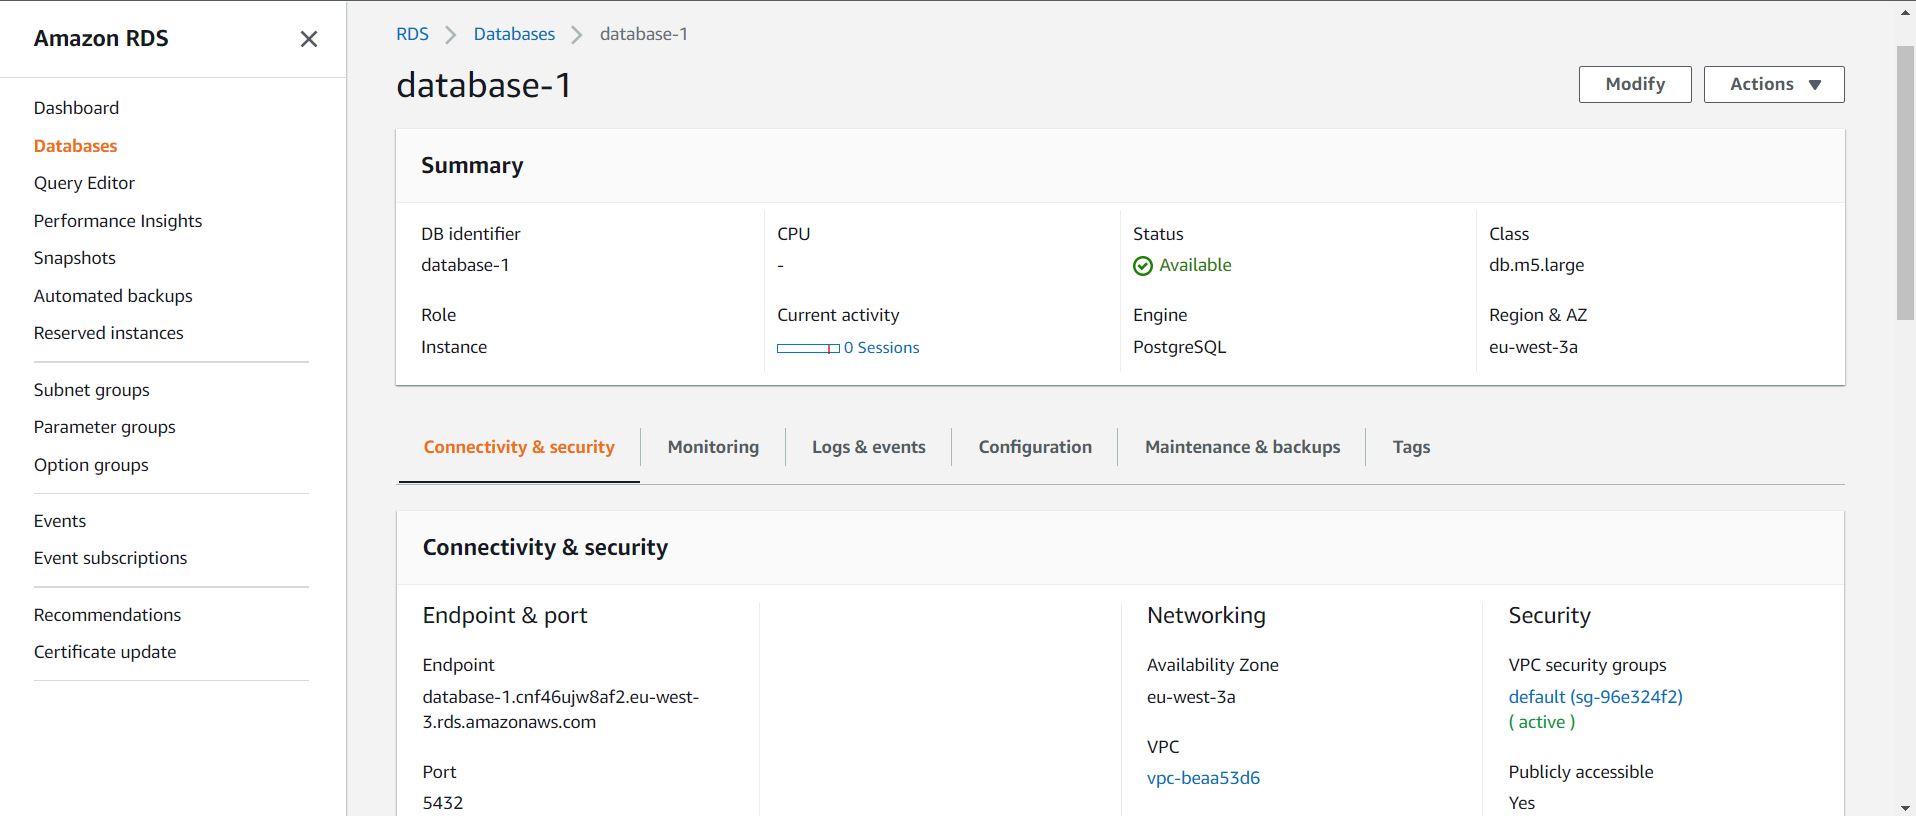 Amazon RDS
Dashboard
Databases
Query Editor
Performance Insights
Snapshots
Automated backups
Reserved instances
Subnet groups
Parameter groups
Option groups
Events
Event subscriptions
Recommendations
Certificate update
RDS > Databases > database-1
database-1
Modify
Actions
Summary
DB identifier
database-1
CPU
-
Status
Available
Class
db.m5.large
Role
Instance
Current activity
0 Sessions
Engine
PostgreSQL
Region & AZ
eu-west-3a
Connectivity & security
Monitoring
Logs & events
Configuration
Maintenance & backups
Tags
Connectivity & security
Endpoint & port
Endpoint
database-1.cnf46ujw8af2.eu-west-
3.rds.amazonaws.com
Port
5432
Networking
Availability Zone
eu-west-3a
VPC
vpc-beaa53d6
Security
VPC security groups
default (sg-96e324f2)
( active )
Publicly accessible
Yes